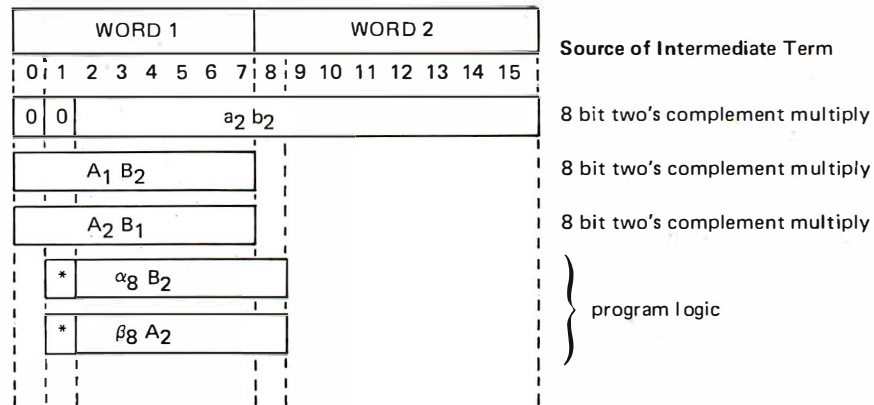 WORD 1 WORD 2
Source of Intermediate Term
0 1 2 3 4 5 6 7 8 9 10 11 12 13 14 15
0 0 a₂ b₂ 8 bit two's complement multiply
A₁ B₂ 8 bit two's complement multiply
A₂ B₁ 8 bit two's complement multiply
* α₈ B₂
program logic
* β₈ A₂